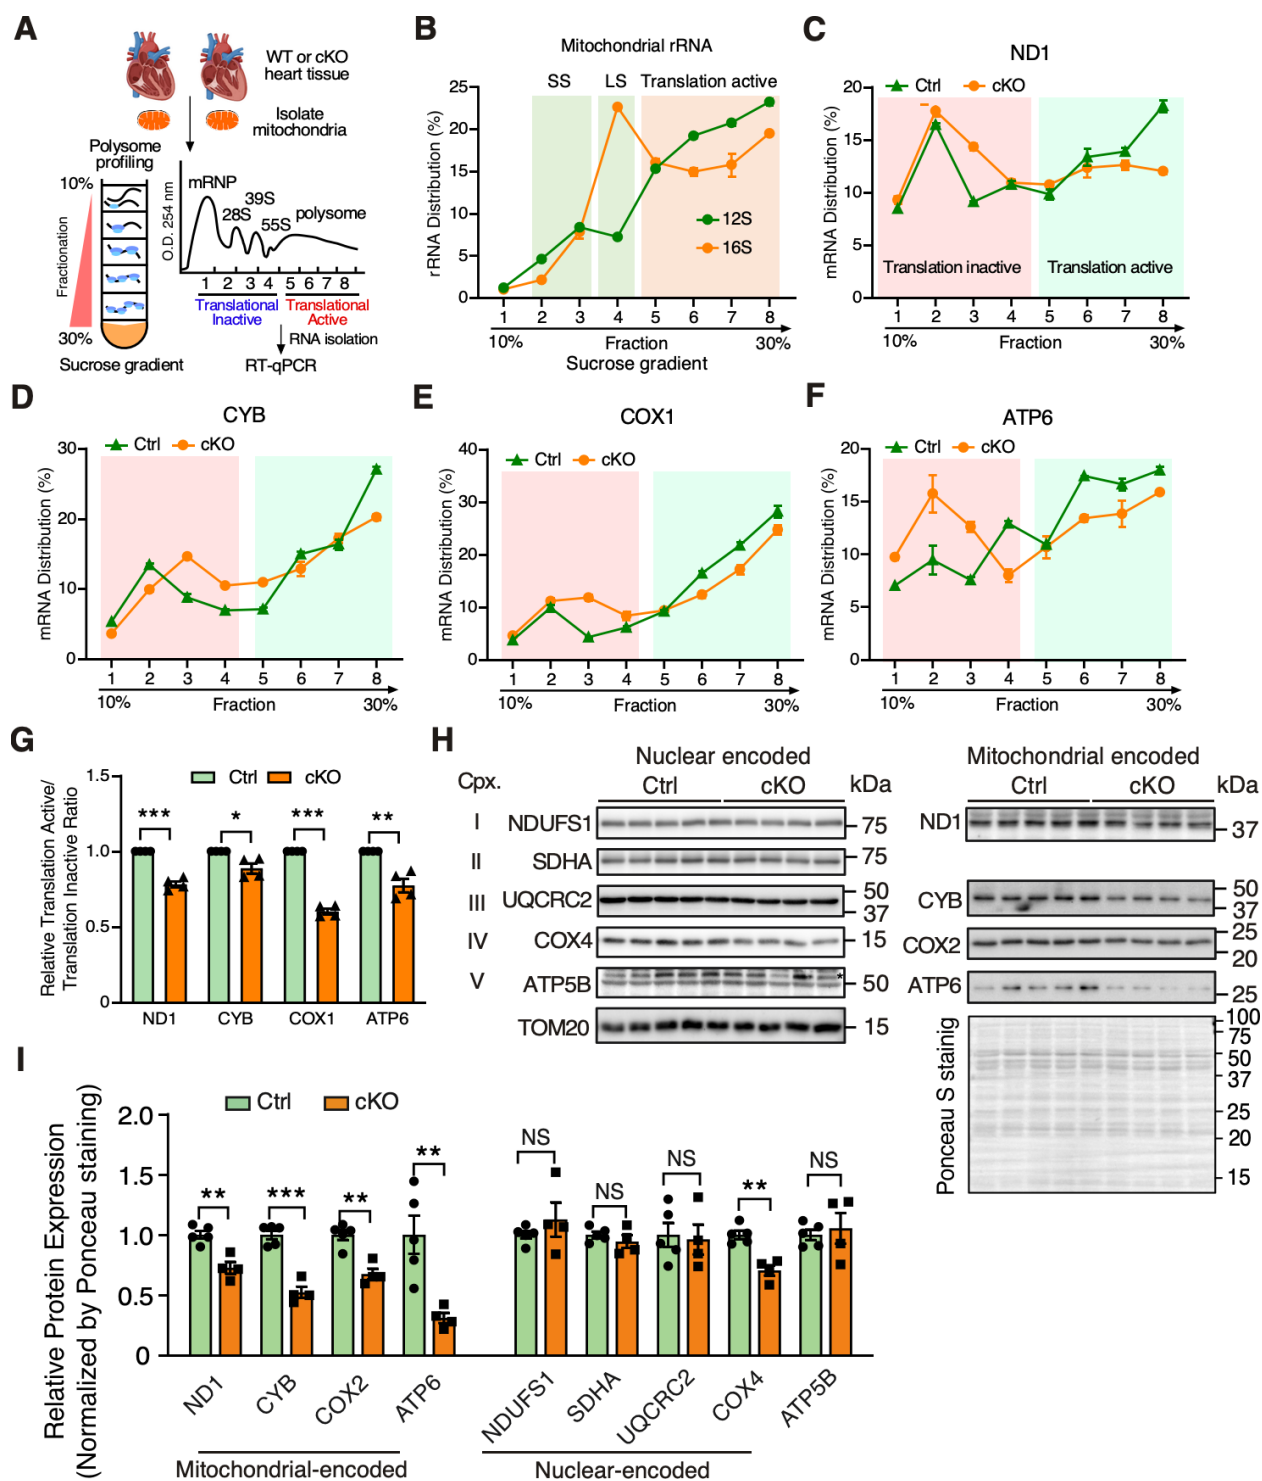 A
WT or cKO
heart tissue
Isolate
mitochondria
Polysome
profiling
10%
Fractionation
30%
Sucrose gradient
O.D. 254 nm
mRNP
28S
39S
55S
polysome
1 2 3 4 5 6 7 8
Translational
Inactive
Translational
Active
RNA isolation
RT-qPCR
B
Mitochondrial rRNA
SS LS Translation active
rRNA Distribution (%)
25
20
15
10
5
0
12S
16S
1 2 3 4 5 6 7 8
10% Fraction 30%
Sucrose gradient
C
ND1
Ctrl cKO
mRNA Distribution (%)
20
15
10
5
0
Translation inactive Translation active
1 2 3 4 5 6 7 8
10% Fraction 30%
D
CYB
Ctrl cKO
mRNA Distribution (%)
30
20
10
0
1 2 3 4 5 6 7 8
10% Fraction 30%
E
COX1
Ctrl cKO
mRNA Distribution (%)
40
30
20
10
0
1 2 3 4 5 6 7 8
10% Fraction 30%
F
ATP6
Ctrl cKO
mRNA Distribution (%)
20
15
10
5
0
1 2 3 4 5 6 7 8
10% Fraction 30%
G
Relative Translation Active/
Translation Inactive Ratio
Ctrl cKO
1.5
1.0
0.5
0
*** * *** **
ND1 CYB COX1 ATP6
H
Nuclear encoded
Cpx. Ctrl cKO kDa
I NDUFS1 75
II SDHA 75
III UQCRC2 50
37
IV COX4 15
V ATP5B * 50
TOM20 15
Mitochondrial encoded
Ctrl cKO kDa
ND1 37
CYB 50
37
COX2 25
20
ATP6 25
Ponceau S stainig
100
75
50
37
25
20
15
I
Relative Protein Expression
(Normalized by Ponceau staining)
Ctrl cKO
2.0
1.5
1.0
0.5
0
** *** ** ** NS NS NS ** NS
ND1 CYB COX2 ATP6 NDUFS1 SDHA UQCRC2 COX4 ATP5B
Mitochondrial-encoded Nuclear-encoded